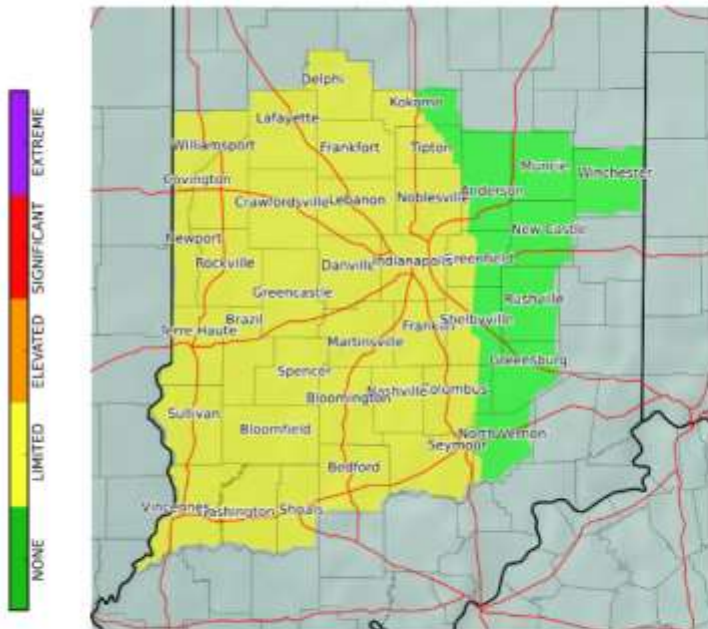 EXTREME
SIGNIFICANT
ELEVATED
LIMITED
NONE
Delphi
Kokomo
Lafayette
Williamsport
Frankfort
Tipton
Muncie
Winchester
Covington
Crawfordsville
Lebanon
Noblesville
Anderson
Newport
New Castle
Rockville
Danville
Indianapolis
Greenfield
Greencastle
Rushville
Brazil
Terre Haute
Franklin
Shelbyville
Martinsville
Greensburg
Spencer
Bloomington
Nashville
Columbus
Sullivan
Bloomfield
Seymour
North Vernon
Bedford
Vincennes
Washington
Shoals